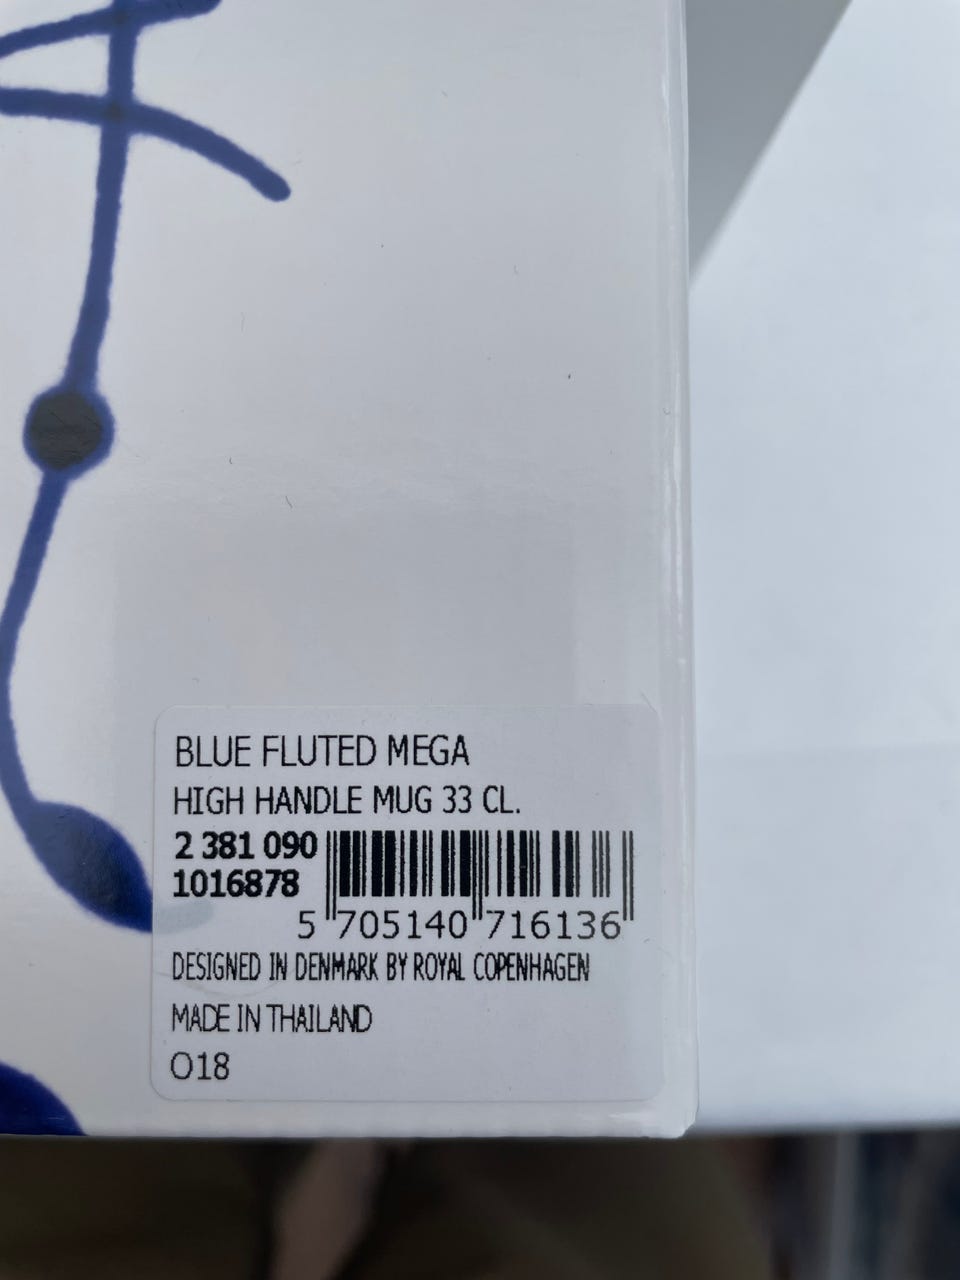 BLUE FLUTED MEGA
HIGH HANDLE MUG 33 CL.
2 381 090
1016878
5 705140 716136
DESIGNED IN DENMARK BY ROYAL COPENHAGEN
MADE IN THAILAND
O18